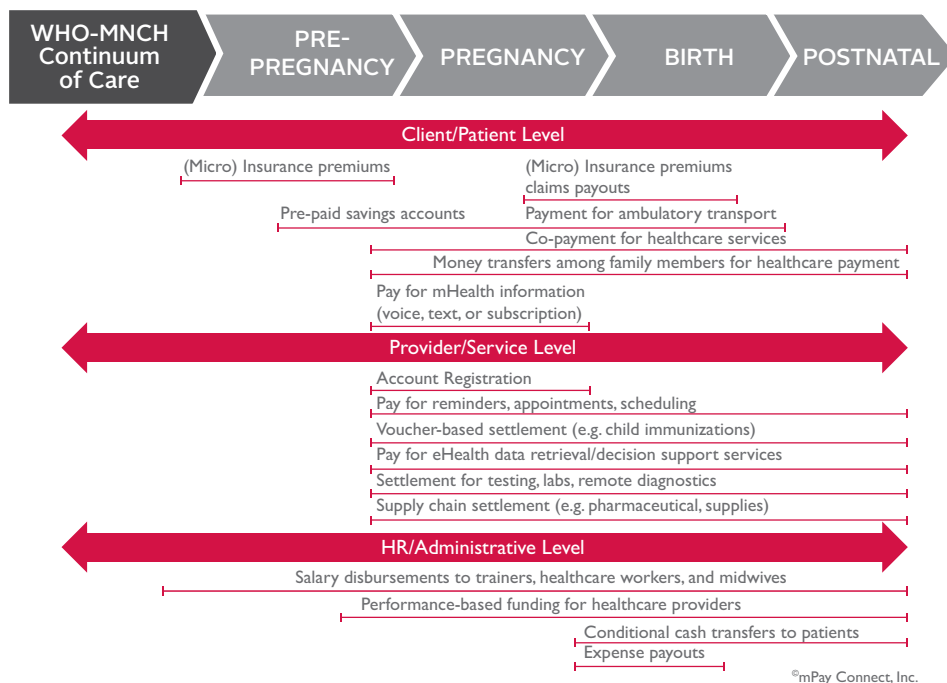 WHO-MNCH
Continuum
of Care
PRE-
PREGNANCY
PREGNANCY
BIRTH
POSTNATAL
Client/Patient Level
(Micro) Insurance premiums
(Micro) Insurance premiums
claims payouts
Pre-paid savings accounts
Payment for ambulatory transport
Co-payment for healthcare services
Money transfers among family members for healthcare payment
Pay for mHealth information
(voice, text, or subscription)
Provider/Service Level
Account Registration
Pay for reminders, appointments, scheduling
Voucher-based settlement (e.g. child immunizations)
Pay for eHealth data retrieval/decision support services
Settlement for testing, labs, remote diagnostics
Supply chain settlement (e.g. pharmaceutical, supplies)
HR/Administrative Level
Salary disbursements to trainers, healthcare workers, and midwives
Performance-based funding for healthcare providers
Conditional cash transfers to patients
Expense payouts
©mPay Connect, Inc.